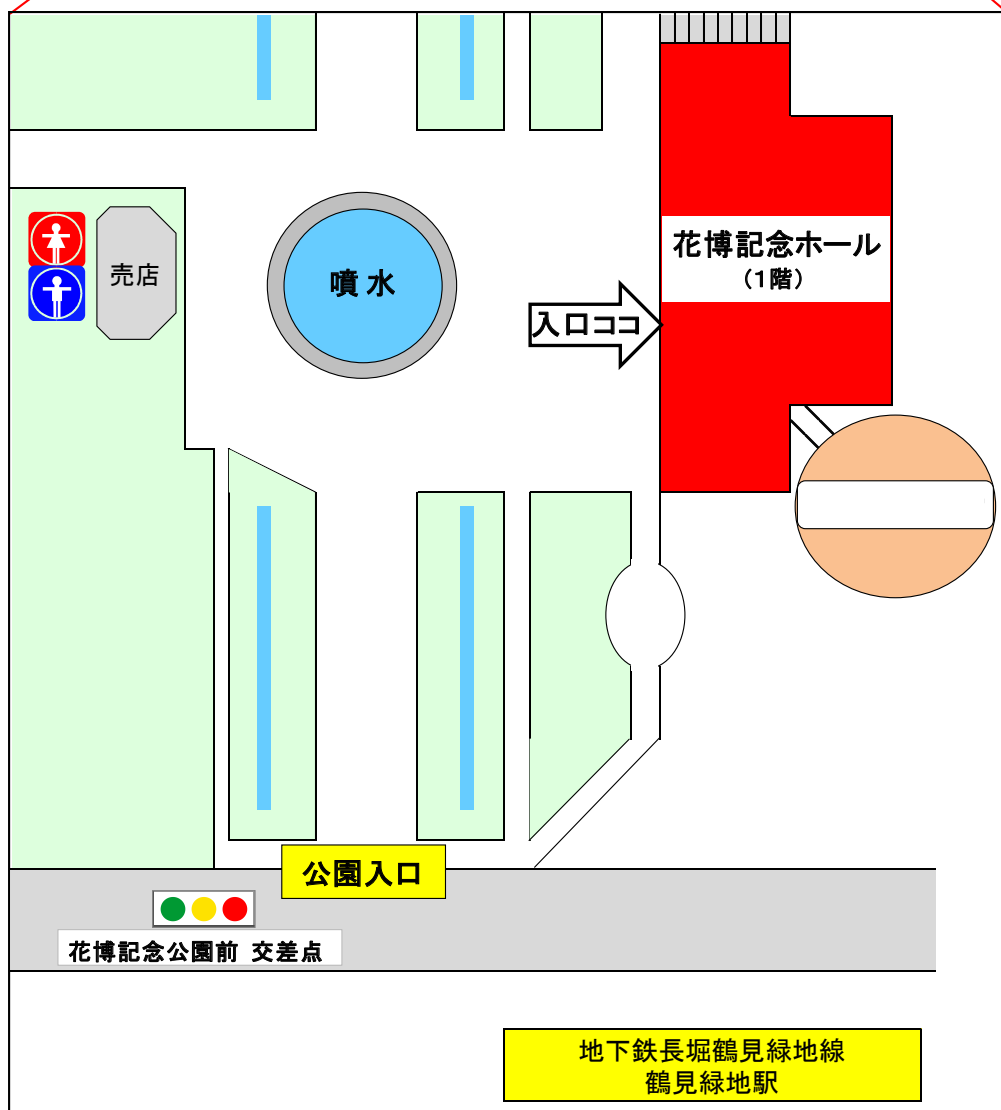 花博記念ホール
(1階)
売店
噴水
入口ココ
公園入口
花博記念公園前 交差点
地下鉄長堀鶴見緑地線
鶴見緑地駅